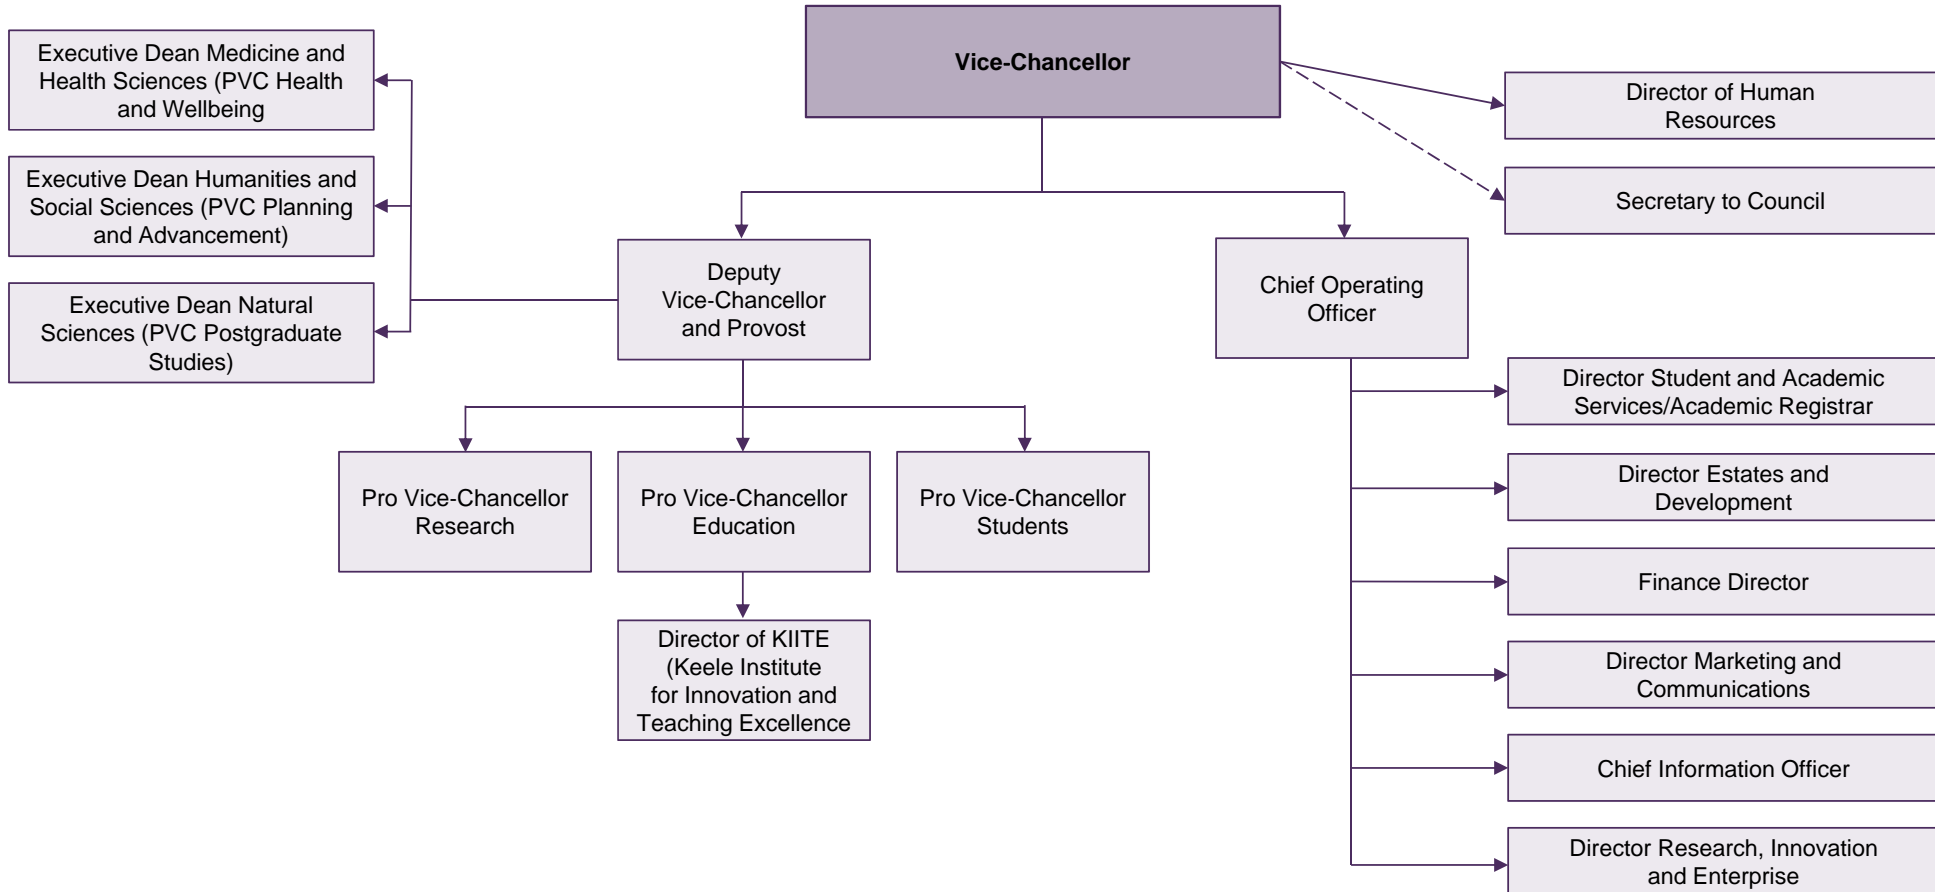 Vice-Chancellor
Executive Dean Medicine and
Health Sciences (PVC Health
and Wellbeing
Executive Dean Humanities and
Social Sciences (PVC Planning
and Advancement)
Executive Dean Natural
Sciences (PVC Postgraduate
Studies)
Director of Human
Resources
Secretary to Council
Deputy
Vice-Chancellor
and Provost
Chief Operating
Officer
Pro Vice-Chancellor
Research
Pro Vice-Chancellor
Education
Pro Vice-Chancellor
Students
Director of KIITE
(Keele Institute
for Innovation and
Teaching Excellence
Director Student and Academic
Services/Academic Registrar
Director Estates and
Development
Finance Director
Director Marketing and
Communications
Chief Information Officer
Director Research, Innovation
and Enterprise